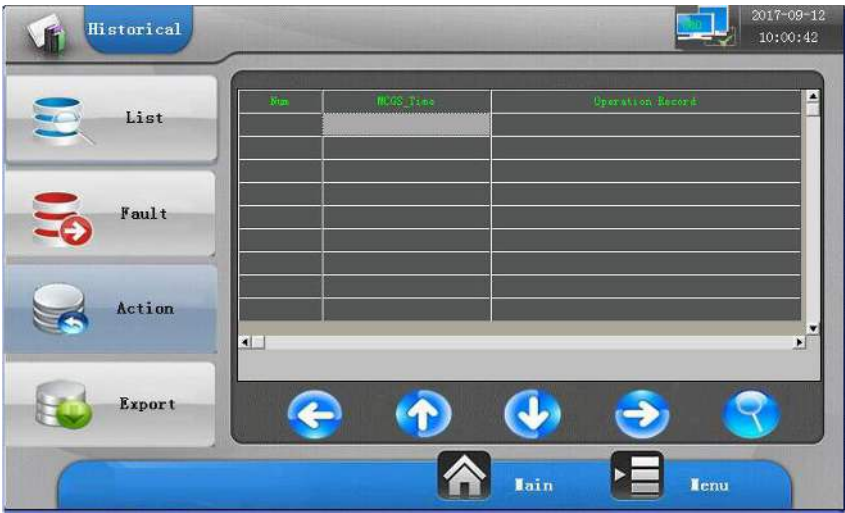 Historical
2017-09-12
10:00:42
List
Num MCGS_Time Operation Record
Fault
Action
Export
Main Menu